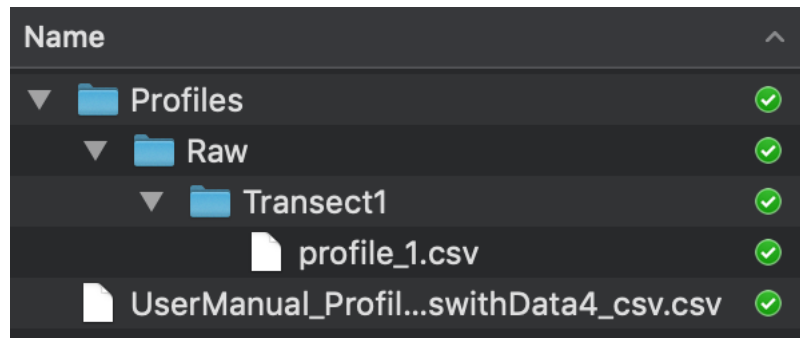 Name
Profiles
Raw
Transect1
profile_1.csv
UserManual_Profil...swithData4_csv.csv